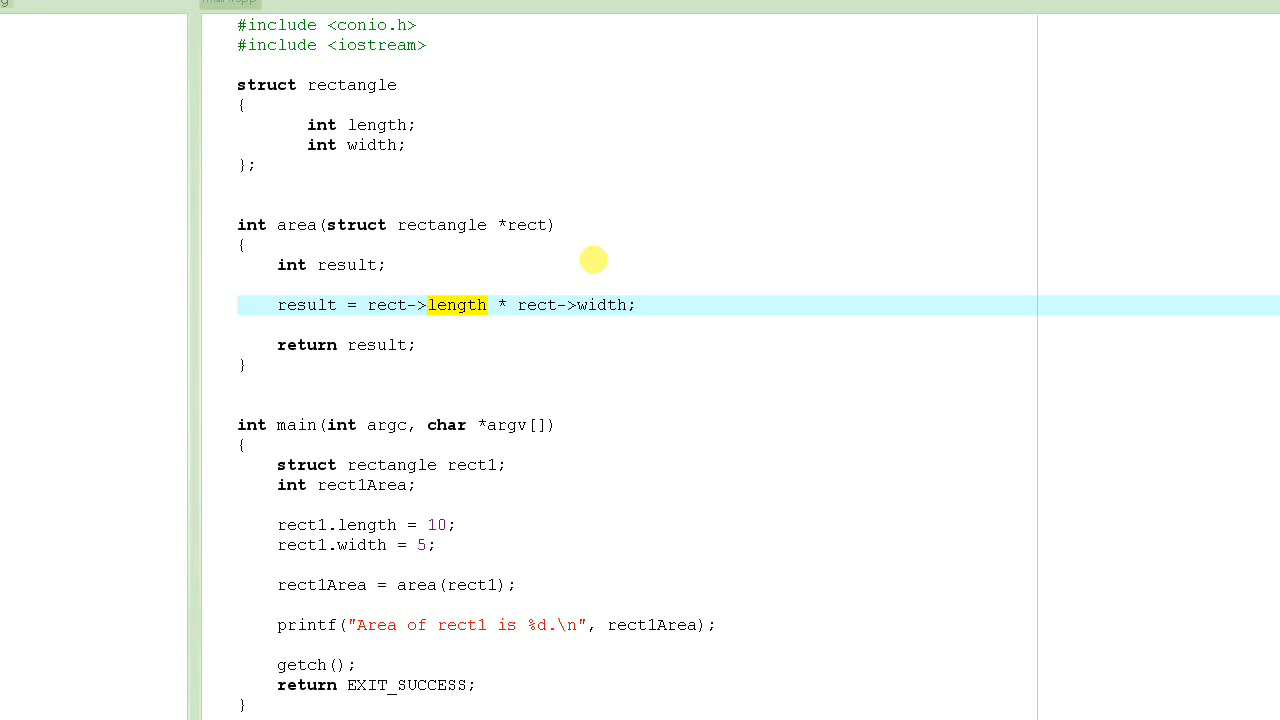 main.cpp
#include <conio.h>
#include <iostream>
struct rectangle
{
int length;
int width;
};
int area(struct rectangle *rect)
{
int result;
result = rect->length * rect->width;
return result;
}
int main(int argc, char *argv[])
{
struct rectangle rect1;
int rect1Area;
rect1.length = 10;
rect1.width = 5;
rect1Area = area(rect1);
printf("Area of rect1 is %d.\n", rect1Area);
getch();
return EXIT_SUCCESS;
}